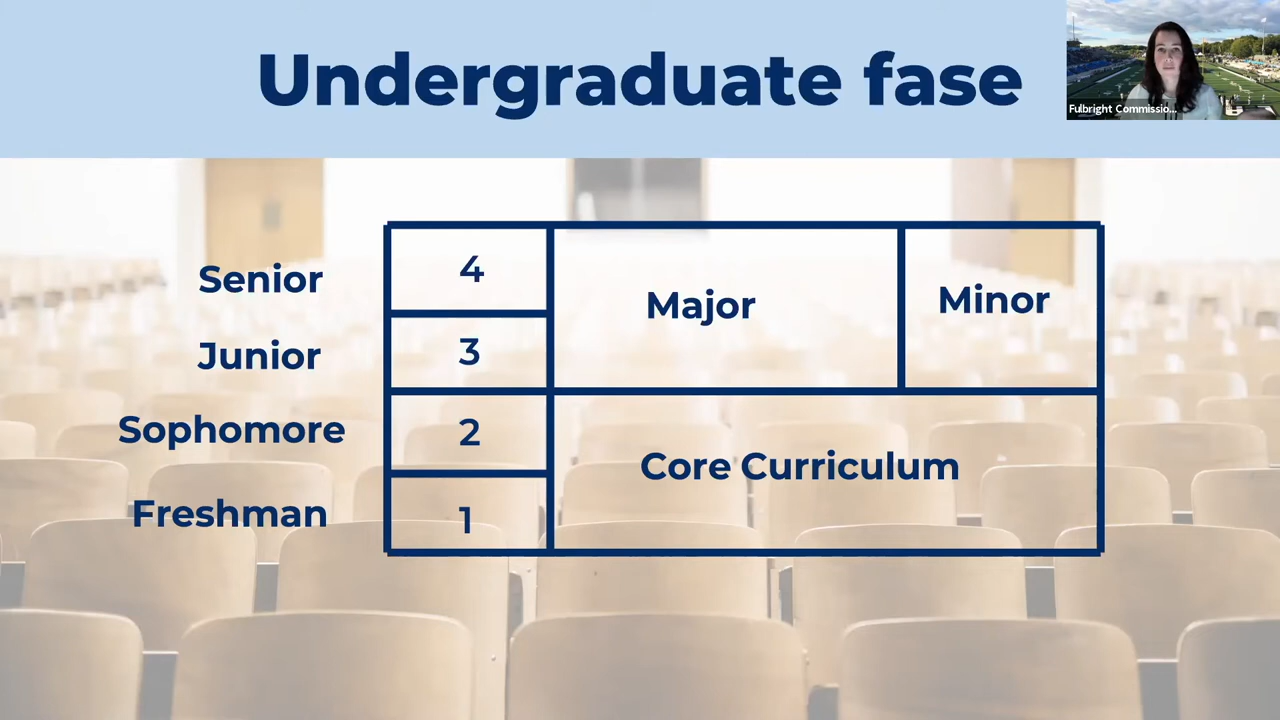 Undergraduate fase
Fulbright Commissio...
Senior
4
Major
Minor
Junior
3
Sophomore
2
Core Curriculum
Freshman
1